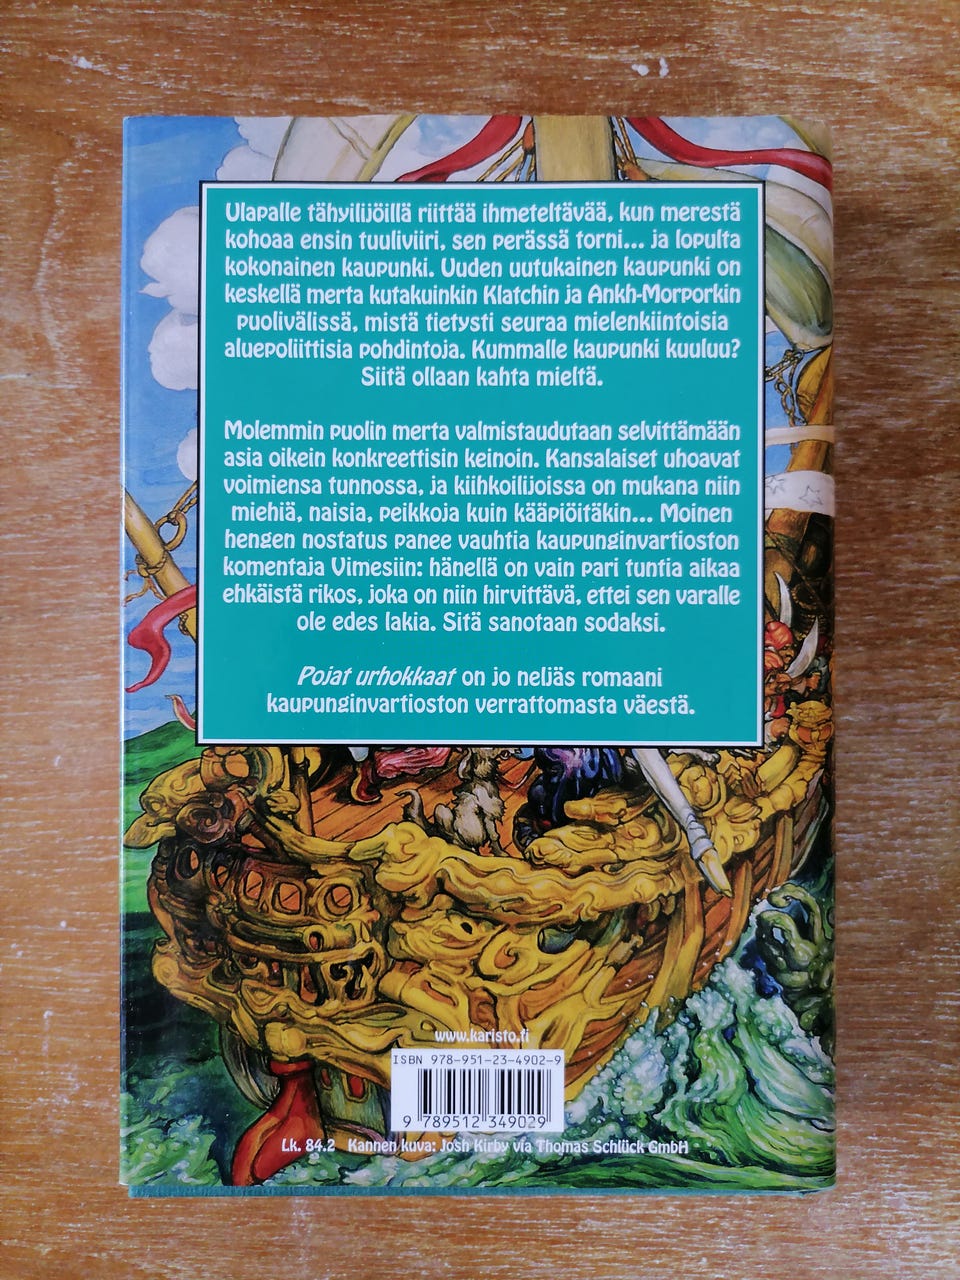 Ulapalle tähyilijöillä riittää ihmeteltävää, kun merestä
kohoaa ensin tuuliviiri, sen perässä torni... ja lopulta
kokonainen kaupunki. Uuden uutukainen kaupunki on
keskellä merta kutakuinkin Klatchin ja Ankh-Morporkin
puolivälissä, mistä tietysti seuraa mielenkiintoisia
aluepoliittisia pohdintoja. Kummalle kaupunki kuuluu?
Siitä ollaan kahta mieltä.
Molemmin puolin merta valmistaudutaan selvittämään
asia oikein konkreettisin keinoin. Kansalaiset uhoavat
voimiensa tunnossa, ja kiihkoilijoissa on mukana niin
miehiä, naisia, peikkoja kuin kääpiöitäkin... Moinen
hengen nostatus panee vauhtia kaupunginvartioston
komentaja Vimesiin: hänellä on vain pari tuntia aikaa
ehkäistä rikos, joka on niin hirvittävä, ettei sen varalle
ole edes lakia. Sitä sanotaan sodaksi.
Pojat urhokkaat on jo neljäs romaani
kaupunginvartioston verrattomasta väestä.
www.karisto.fi
ISBN 978-951-23-4902-9
9 789512 349029
Lk. 84.2 Kannen kuva: Josh Kirby via Thomas Schlück GmbH